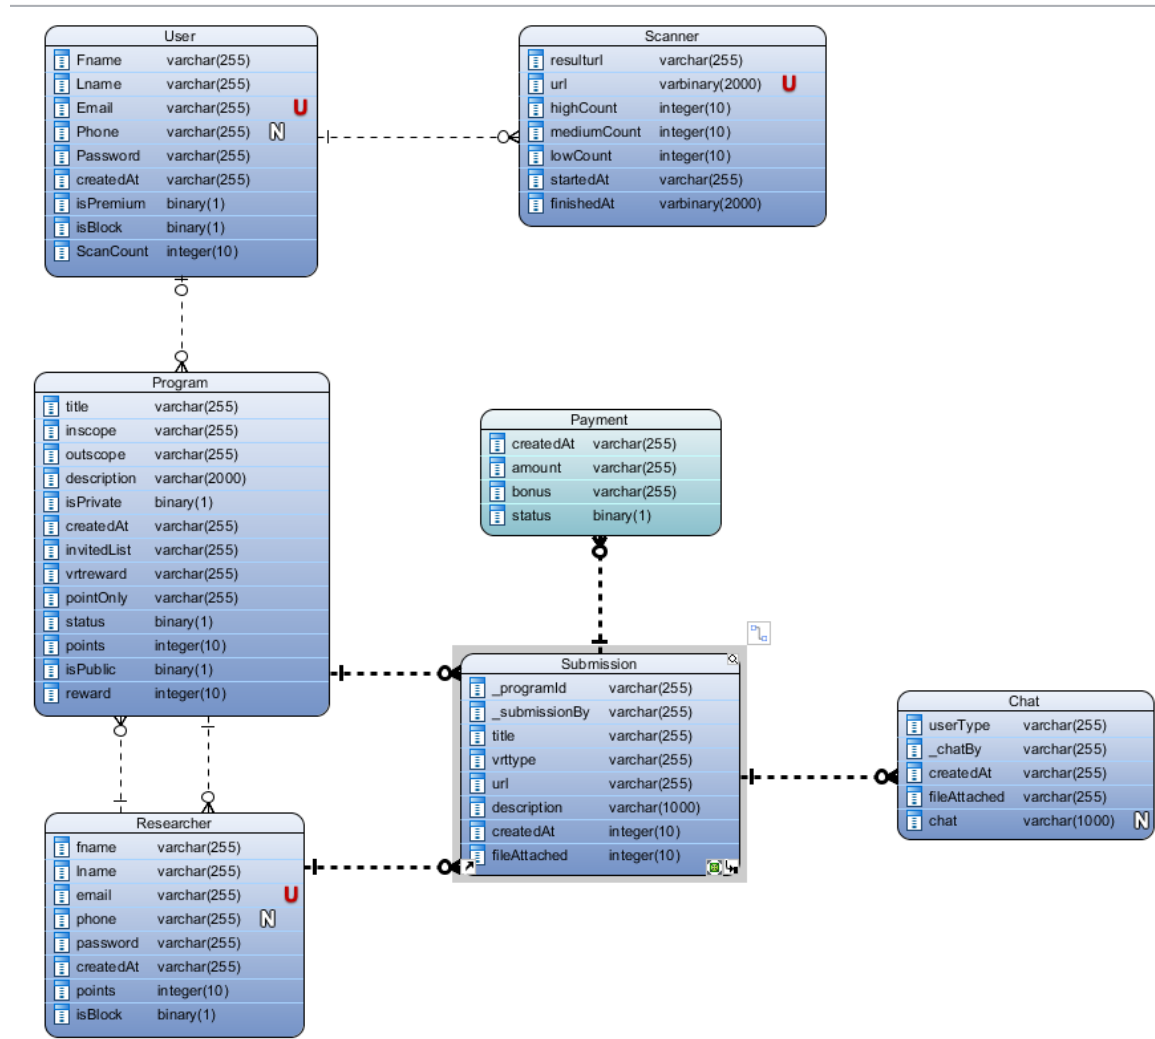 User
Fname varchar(255)
Lname varchar(255)
Email varchar(255) U
Phone varchar(255) N
Password varchar(255)
createdAt varchar(255)
isPremium binary(1)
isBlock binary(1)
ScanCount integer(10)
Scanner
resulturl varchar(255)
url varbinary(2000) U
highCount integer(10)
mediumCount integer(10)
lowCount integer(10)
startedAt varchar(255)
finishedAt varbinary(2000)
Program
title varchar(255)
inscope varchar(255)
outscope varchar(255)
description varchar(2000)
isPrivate binary(1)
createdAt varchar(255)
invitedList varchar(255)
vrtreward varchar(255)
pointOnly varchar(255)
status binary(1)
points integer(10)
isPublic binary(1)
reward integer(10)
Payment
createdAt varchar(255)
amount varchar(255)
bonus varchar(255)
status binary(1)
Submission
_programId varchar(255)
_submissionBy varchar(255)
title varchar(255)
vrttype varchar(255)
url varchar(255)
description varchar(1000)
createdAt integer(10)
fileAttached integer(10)
Chat
userType varchar(255)
_chatBy varchar(255)
createdAt varchar(255)
fileAttached varchar(255)
chat varchar(1000) N
Researcher
fname varchar(255)
lname varchar(255)
email varchar(255) U
phone varchar(255) N
password varchar(255)
createdAt varchar(255)
points integer(10)
isBlock binary(1)